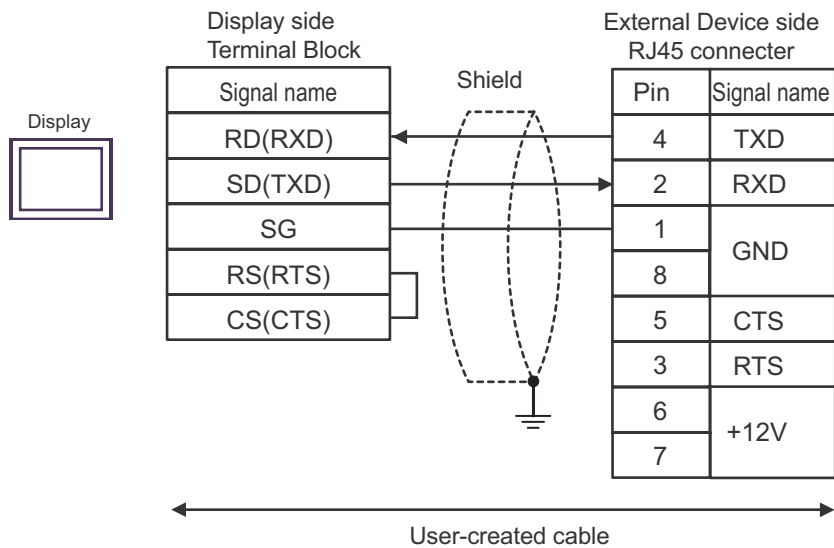 Display side
Terminal Block
External Device side
RJ45 connecter
Display
Shield
Signal name
RD(RXD)
SD(TXD)
SG
RS(RTS)
CS(CTS)
Pin Signal name
4 TXD
2 RXD
1
8
GND
5 CTS
3 RTS
6
7
+12V
User-created cable